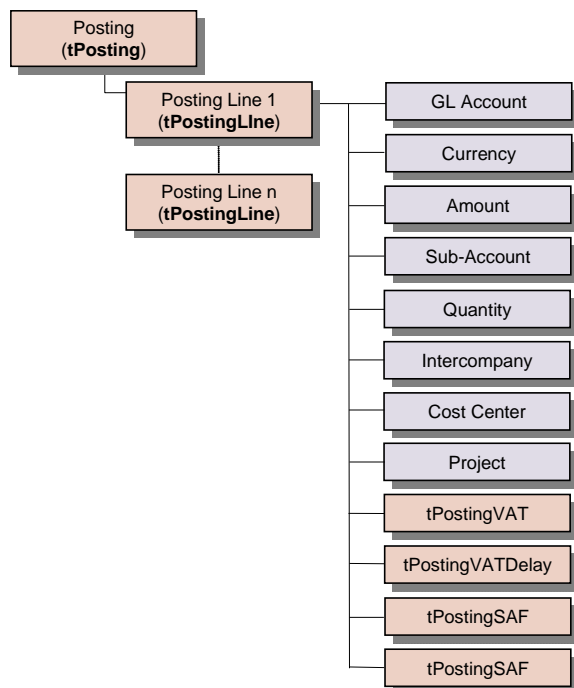 Posting
(tPosting)
Posting Line 1
(tPostingLIne)
Posting Line n
(tPostingLine)
GL Account
Currency
Amount
Sub-Account
Quantity
Intercompany
Cost Center
Project
tPostingVAT
tPostingVATDelay
tPostingSAF
tPostingSAF